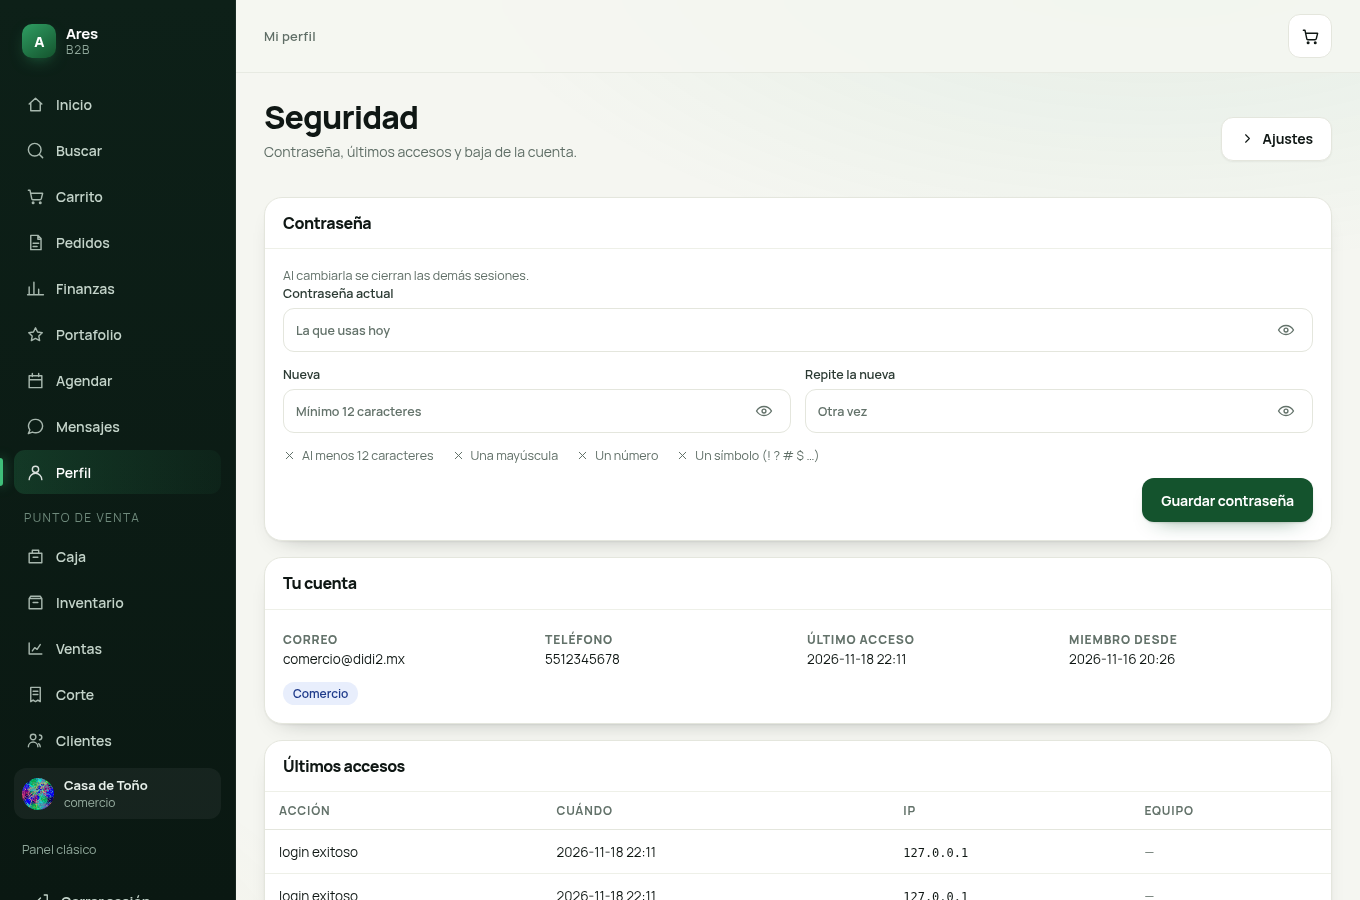 A
Ares
B2B
Inicio
Buscar
Carrito
Pedidos
Finanzas
Portafolio
Agendar
Mensajes
Perfil
PUNTO DE VENTA
Caja
Inventario
Ventas
Corte
Clientes
Casa de Toño
comercio
Panel clásico
Cerrar sesión
Mi perfil
Seguridad
Contraseña, últimos accesos y baja de la cuenta.
Ajustes
Contraseña
Al cambiarla se cierran las demás sesiones.
Contraseña actual
La que usas hoy
Nueva
Repite la nueva
Mínimo 12 caracteres
Otra vez
Al menos 12 caracteres
Una mayúscula
Un número
Un símbolo (! ? # $ …)
Guardar contraseña
Tu cuenta
CORREO
TELÉFONO
ÚLTIMO ACCESO
MIEMBRO DESDE
comercio@didi2.mx
5512345678
2026-11-18 22:11
2026-11-16 20:26
Comercio
Últimos accesos
ACCIÓN
CUÁNDO
IP
EQUIPO
login exitoso
2026-11-18 22:11
127.0.0.1
—
login exitoso
2026-11-18 22:11
127.0.0.1
—